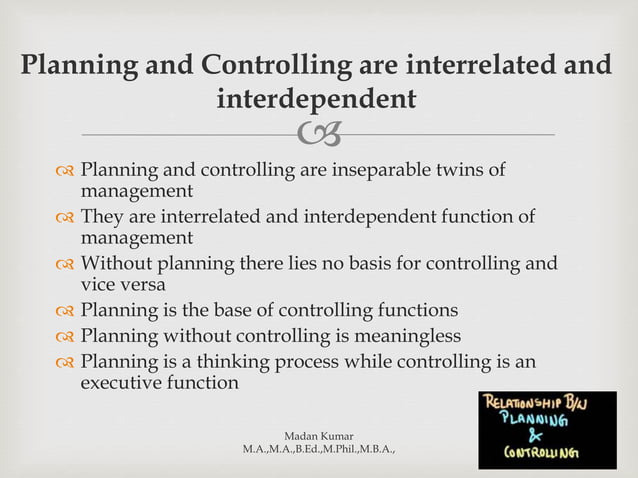 Planning and Controlling are interrelated and
interdependent
Planning and controlling are inseparable twins of
management
They are interrelated and interdependent function of
management
Without planning there lies no basis for controlling and
vice versa
Planning is the base of controlling functions
Planning without controlling is meaningless
Planning is a thinking process while controlling is an
executive function
Madan Kumar
M.A.,M.A.,B.Ed.,M.Phil.,M.B.A.,
RELATIONSHIP B/W
PLANNING
&
CONTROLLING